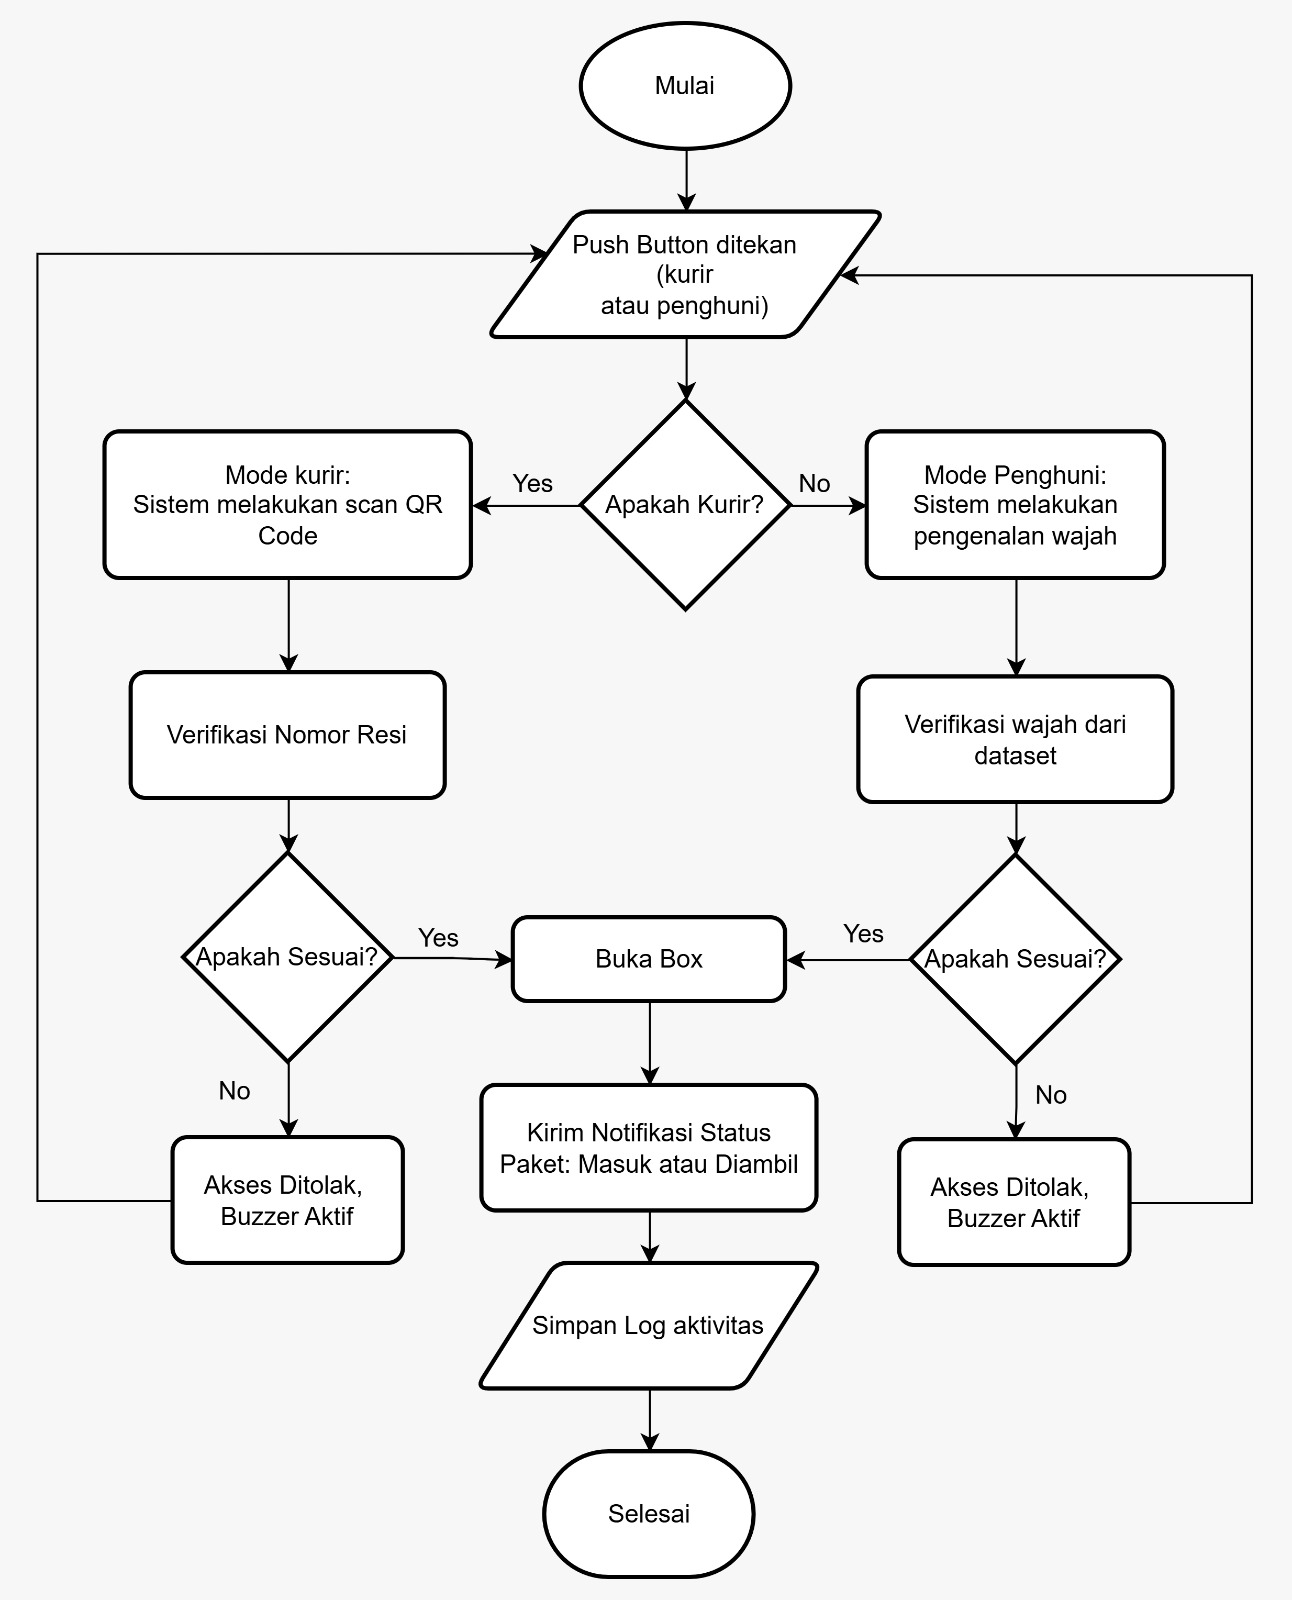 Mulai
Push Button ditekan
(kurir
atau penghuni)
Apakah Kurir?
Yes
No
Mode kurir:
Sistem melakukan scan QR
Code
Mode Penghuni:
Sistem melakukan
pengenalan wajah
Verifikasi Nomor Resi
Verifikasi wajah dari
dataset
Apakah Sesuai?
Yes
Buka Box
Yes
Apakah Sesuai?
No
No
Kirim Notifikasi Status
Paket: Masuk atau Diambil
Akses Ditolak,
Buzzer Aktif
Akses Ditolak,
Buzzer Aktif
Simpan Log aktivitas
Selesai